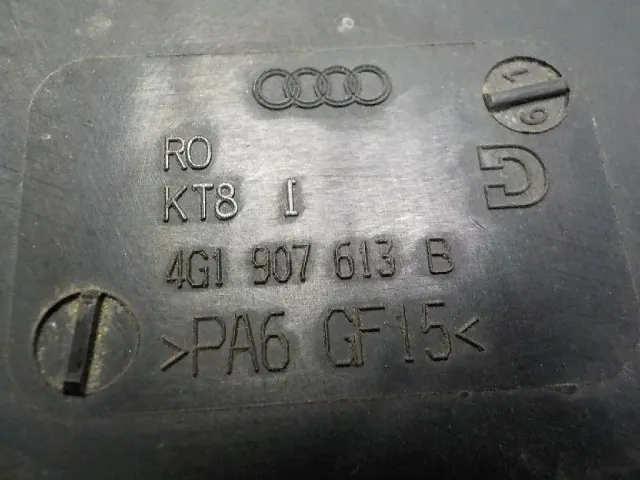 RO
KT8 I
4G1 907 613 B
>PA6 GF15<